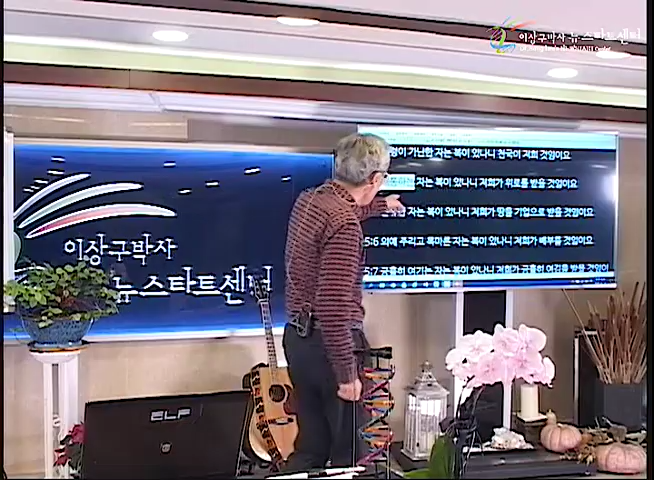 이상구박사 뉴스타트센터
이상구박사
뉴스타트센터
가난한 자는 복이 있나니 천국이 저희 것임이요
자는 복이 있나니 저희가 위로를 받을 것임이요
자는 복이 있나니 저희가 땅을 기업으로 받을 것임이요
5:6 의에 주리고 목마른 자는 복이 있나니 저희가 배부를 것임이요
5:7 긍휼히 여기는 자는 복이 있나니 저희가 긍휼히 여김을 받을 것임이
ELF